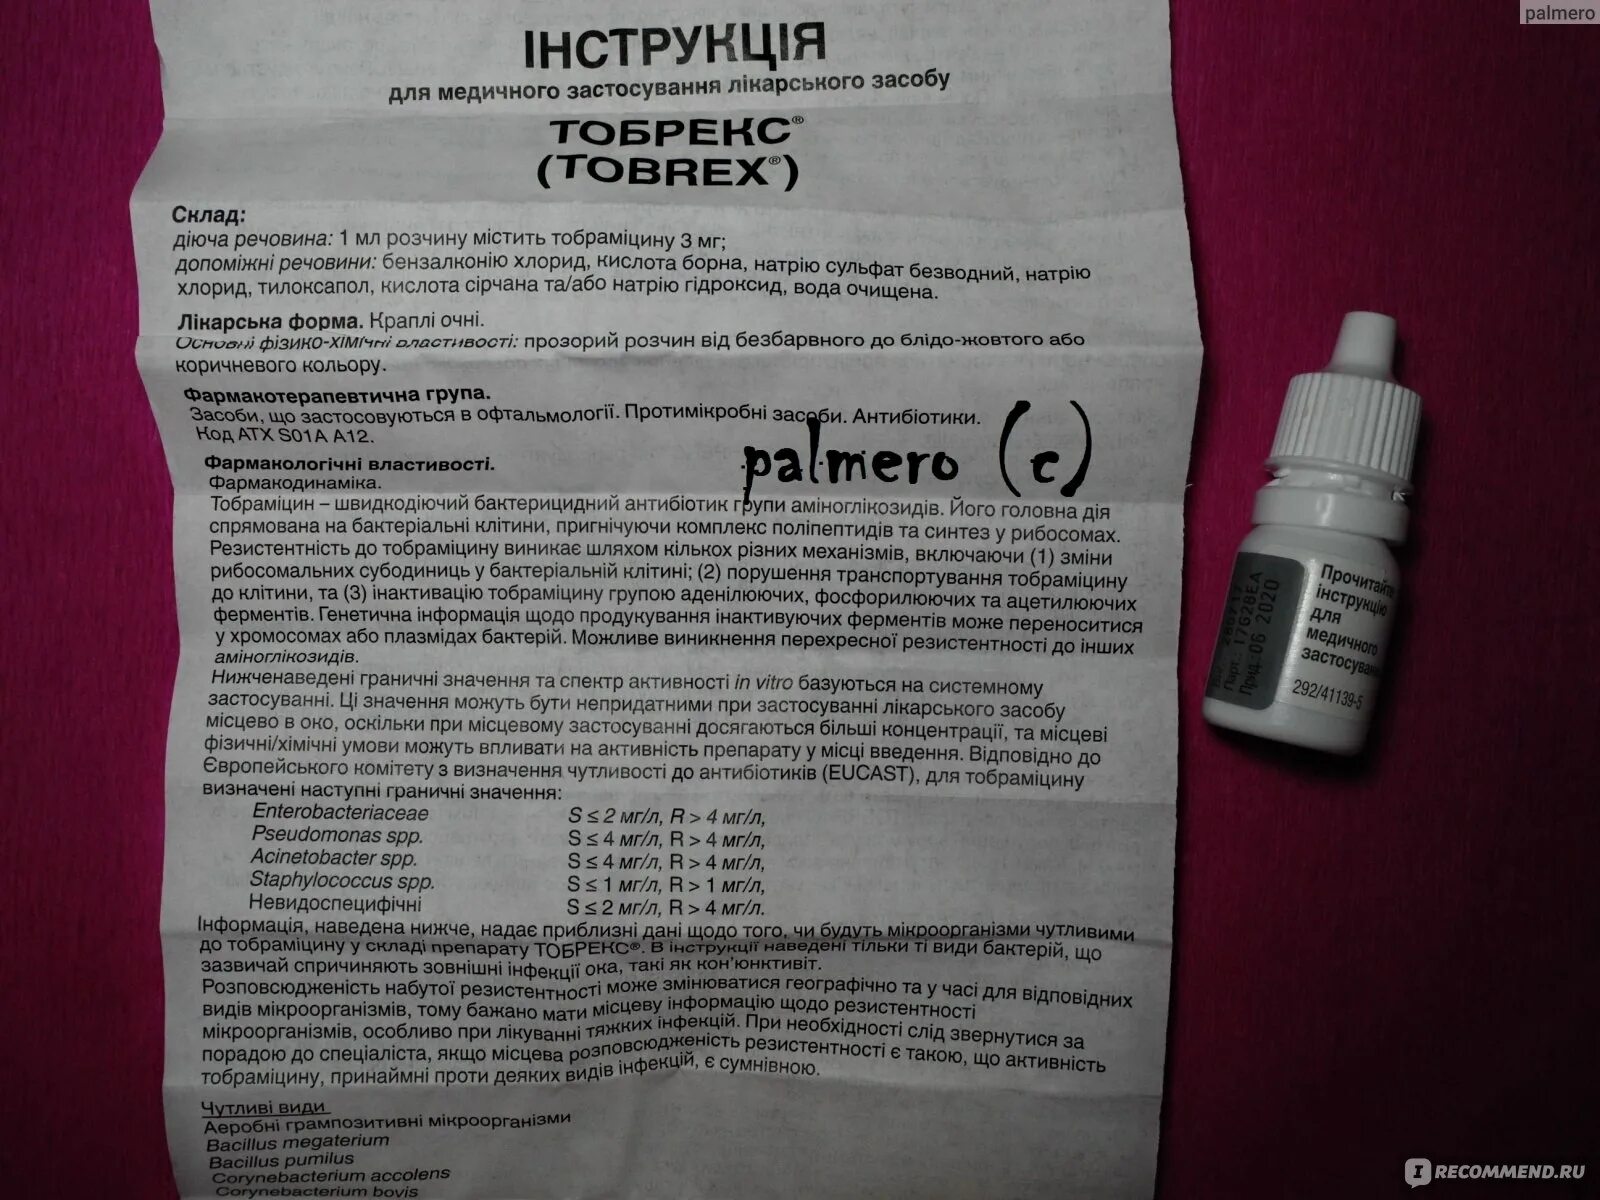 palmero
ІНСТРУКЦІЯ
для медичного застосування лікарського засобу
ТОБРЕКС®
(TOBREX®)
Склад:
діюча речовина: 1 мл розчину містить тобраміцину 3 мг;
допоміжні речовини: бензалконію хлорид, кислота борна, натрію сульфат безводний, натрію
хлорид, тилоксапол, кислота сірчана та/або натрію гідроксид, вода очищена.
Лікарська форма. Краплі очні.
Основні фізико-хімічні властивості: прозорий розчин від безбарвного до блідо-жовтого або
коричневого кольору.
Фармакотерапевтична група.
Засоби, що застосовуються в офтальмології. Протимікробні засоби. Антибіотики.
Код АТХ S01A A12.
palmero (c)
Фармакологічні властивості.
Фармакодинаміка.
Тобраміцин – швидкодіючий бактерицидний антибіотик групи аміноглікозидів. Його головна дія
спрямована на бактеріальні клітини, пригнічуючи комплекс поліпептидів та синтез у рибосомах.
Резистентність до тобраміцину виникає шляхом кількох різних механізмів, включаючи (1) зміни
рибосомальних субодиниць у бактеріальній клітині; (2) порушення транспортування тобраміцину
до клітини, та (3) інактивацію тобраміцину групою аденілюючих, фосфорилюючих та ацетилюючих
ферментів. Генетична інформація щодо продукування інактивуючих ферментів може переноситися
у хромосомах або плазмідах бактерій. Можливе виникнення перехресної резистентності до інших
аміноглікозидів.
Нижченаведені граничні значення та спектр активності in vitro базуються на системному
застосуванні. Ці значення можуть бути непридатними при застосуванні лікарського засобу
місцево в око, оскільки при місцевому застосуванні досягаються більші концентрації, та місцеві
фізичні/хімічні умови можуть впливати на активність препарату у місці введення. Відповідно до
Європейського комітету з визначення чутливості до антибіотиків (EUCAST), для тобраміцину
визначені наступні граничні значення:
Enterobacteriaceae S ≤ 2 мг/л, R > 4 мг/л,
Pseudomonas spp. S ≤ 4 мг/л, R > 4 мг/л,
Acinetobacter spp. S ≤ 4 мг/л, R > 4 мг/л,
Staphylococcus spp. S ≤ 1 мг/л, R > 1 мг/л,
Невидоспецифічні S ≤ 2 мг/л, R > 4 мг/л.
Інформація, наведена нижче, надає приблизні дані щодо того, чи будуть мікроорганізми чутливими
до тобраміцину у складі препарату ТОБРЕКС®. В інструкції наведені тільки ті види бактерій, що
зазвичай спричиняють зовнішні інфекції ока, такі як кон'юнктивіт.
Розповсюдженість набутої резистентності може змінюватися географічно та у часі для відповідних
видів мікроорганізмів, тому бажано мати місцеву інформацію щодо резистентності
мікроорганізмів, особливо при лікуванні тяжких інфекцій. При необхідності слід звернутися за
порадою до спеціаліста, якщо місцева розповсюдженість резистентності є такою, що активність
тобраміцину, принаймні проти деяких видів інфекцій, є сумнівною.
Чутливі види
Аеробні грампозитивні мікроорганізми
Bacillus megaterium
Bacillus pumilus
Corynebacterium accolens
Corynebacterium bovis
280717
Парт.: 17G28EA
Прид.:06 2020
Прочитайте
інструкцію
для
медичного
застосуван
292/41139-5
IRECOMMEND.RU